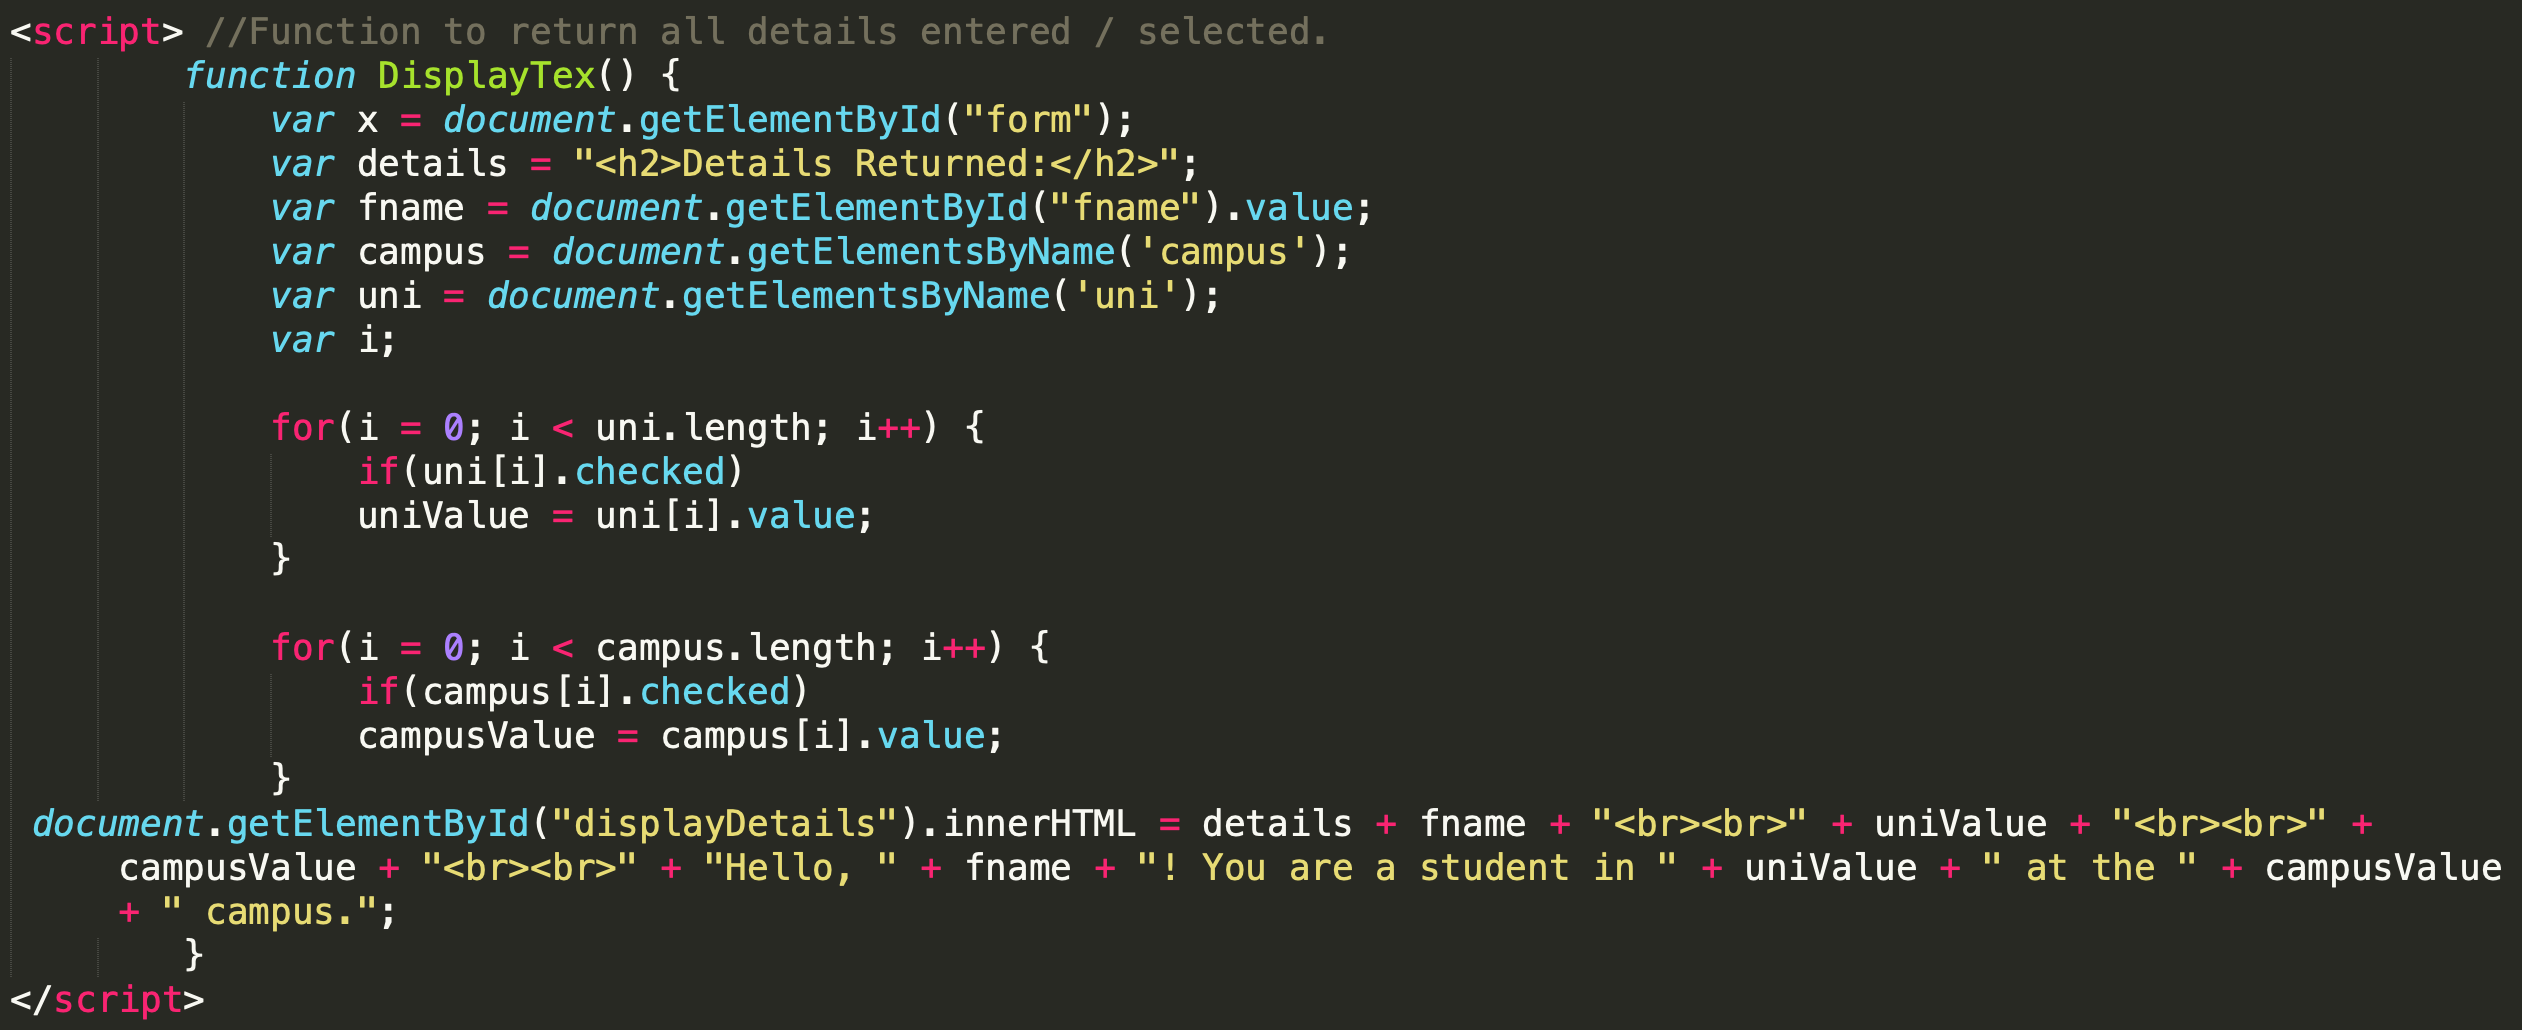 <script> //Function to return all details entered / selected.
function DisplayTex() {
var x = document.getElementById("form");
var details = "<h2>Details Returned:</h2>";
var fname = document.getElementById("fname").value;
var campus = document.getElementsByName('campus');
var uni = document.getElementsByName('uni');
var i;
for(i = 0; i < uni.length; i++) {
if(uni[i].checked)
uniValue = uni[i].value;
}
for(i = 0; i < campus.length; i++) {
if(campus[i].checked)
campusValue = campus[i].value;
}
document.getElementById("displayDetails").innerHTML = details + fname + "<br><br>" + uniValue + "<br><br>" +
campusValue + "<br><br>" + "Hello, " + fname + "! You are a student in " + uniValue + " at the " + campusValue
+ " campus.";
}
</script>